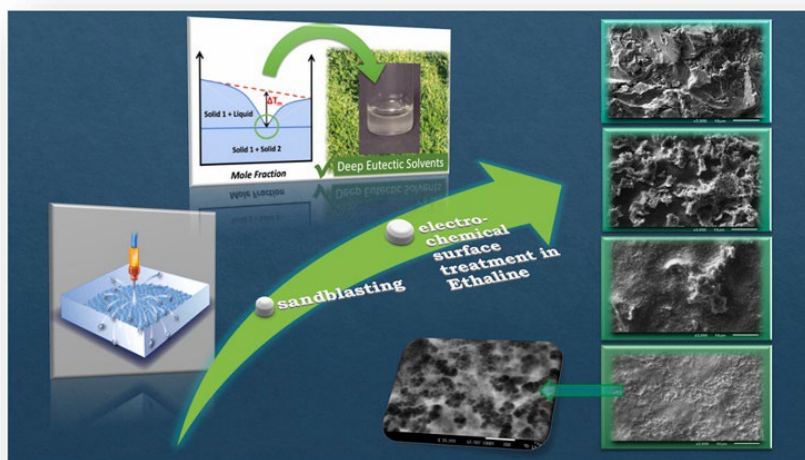 ΔTₘ
Solid 1 + Liquid
Solid 1 + Solid 2
Mole Fraction
✓ Deep Eutectic Solvents
sandblasting
electro-
chemical
surface
treatment in
Ethaline